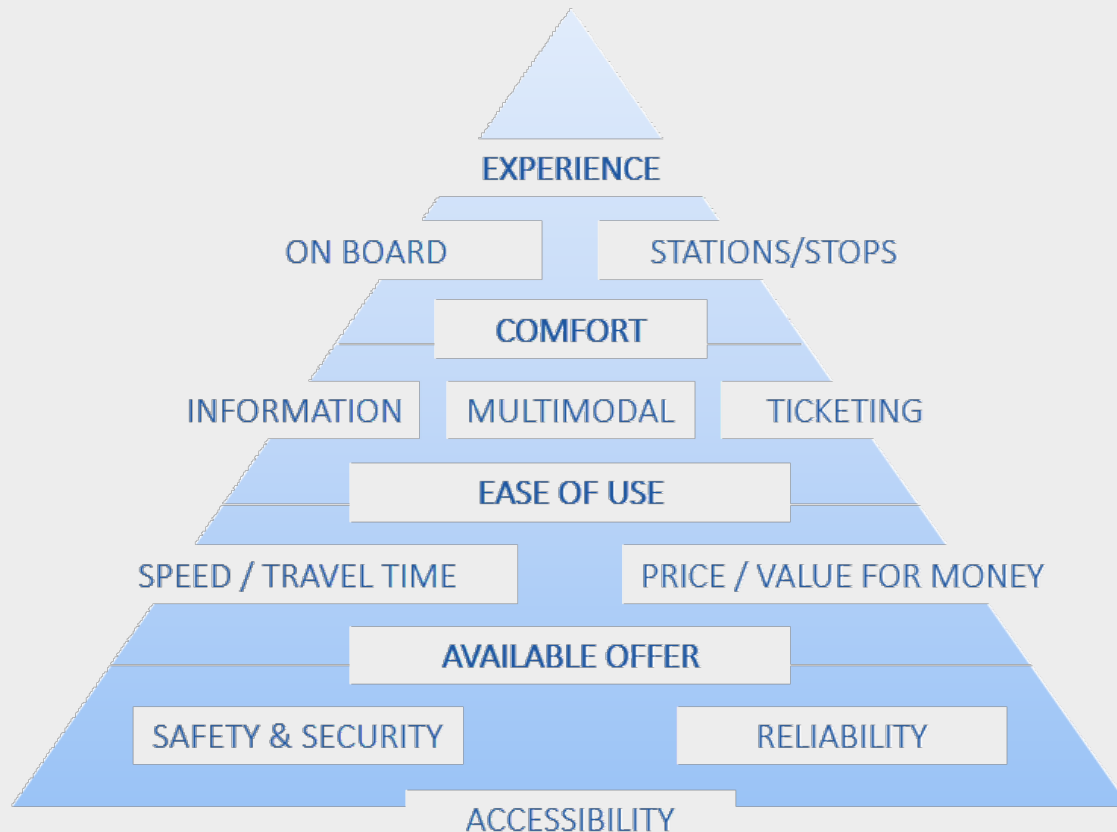 EXPERIENCE
ON BOARD
STATIONS/STOPS
COMFORT
INFORMATION
MULTIMODAL
TICKETING
EASE OF USE
SPEED / TRAVEL TIME
PRICE / VALUE FOR MONEY
AVAILABLE OFFER
SAFETY & SECURITY
RELIABILITY
ACCESSIBILITY